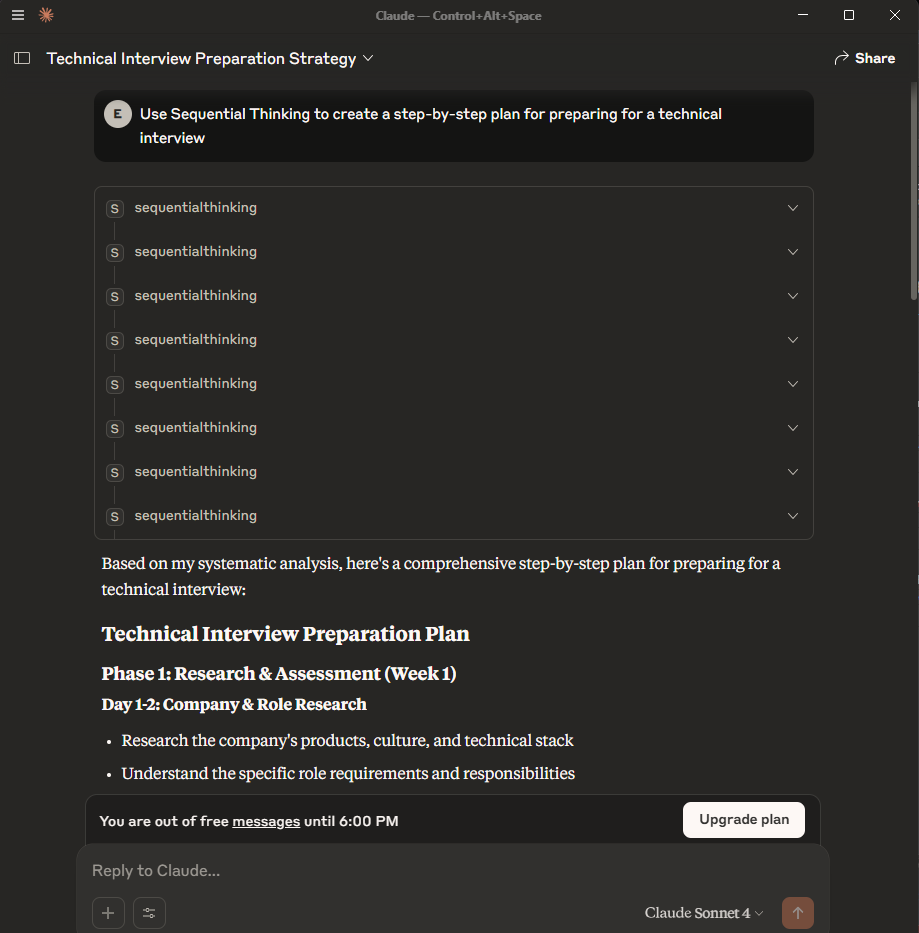 Claude — Control+Alt+Space
Technical Interview Preparation Strategy
Share
E
Use Sequential Thinking to create a step-by-step plan for preparing for a technical
interview
S sequentialthinking
S sequentialthinking
S sequentialthinking
S sequentialthinking
S sequentialthinking
S sequentialthinking
S sequentialthinking
S sequentialthinking
Based on my systematic analysis, here's a comprehensive step-by-step plan for preparing for a
technical interview:
Technical Interview Preparation Plan
Phase 1: Research & Assessment (Week 1)
Day 1-2: Company & Role Research
• Research the company's products, culture, and technical stack
• Understand the specific role requirements and responsibilities
You are out of free messages until 6:00 PM
Upgrade plan
Reply to Claude...
Claude Sonnet 4